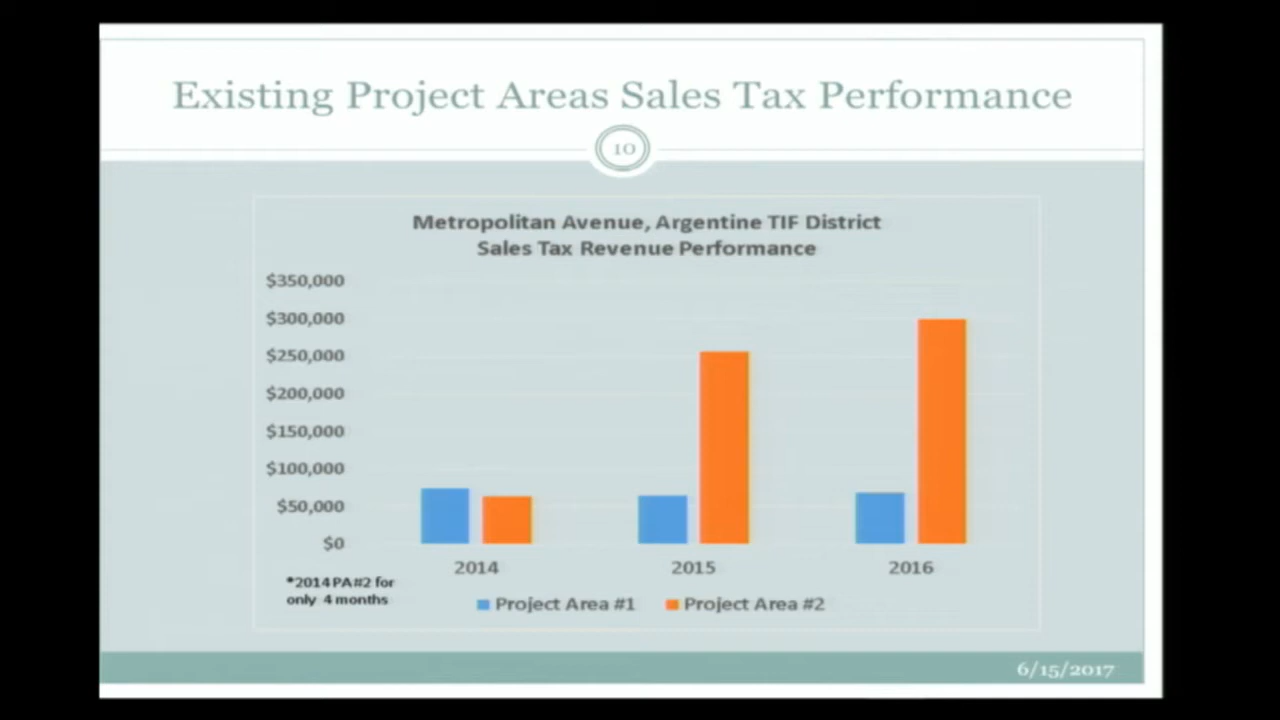 Existing Project Areas Sales Tax Performance
10
Metropolitan Avenue, Argentine TIF District
Sales Tax Revenue Performance
$350,000
$300,000
$250,000
$200,000
$150,000
$100,000
$50,000
$0
2014
2015
2016
*2014 PA#2 for
only 4 months
Project Area #1
Project Area #2
6/15/2017